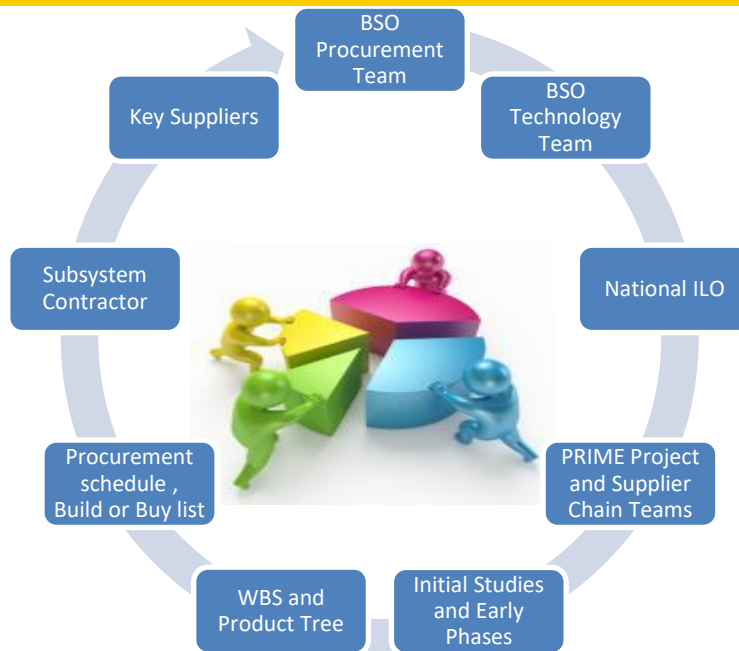 BSO
Procurement
Team
BSO
Technology
Team
National ILO
PRIME Project
and Supplier
Chain Teams
Initial Studies
and Early
Phases
WBS and
Product Tree
Procurement
schedule ,
Build or Buy list
Subsystem
Contractor
Key Suppliers